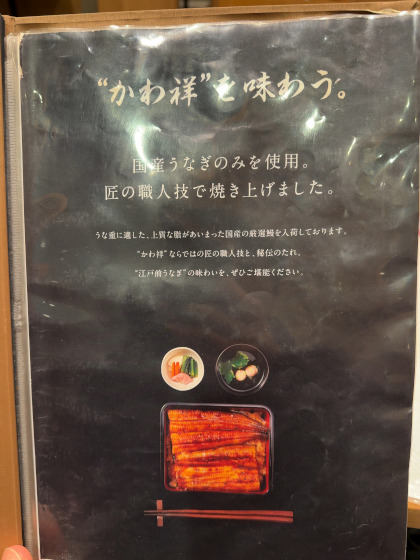 “かわ祥”を味わう。
国産うなぎのみを使用。
匠の職人技で焼き上げました。
うな重に適した、上質な脂があいまった国産の厳選鰻を入荷しております。
“かわ祥”ならではの匠の職人技と、秘伝のたれ。
“江戸前うなぎ”の味わいを、ぜひご堪能ください。